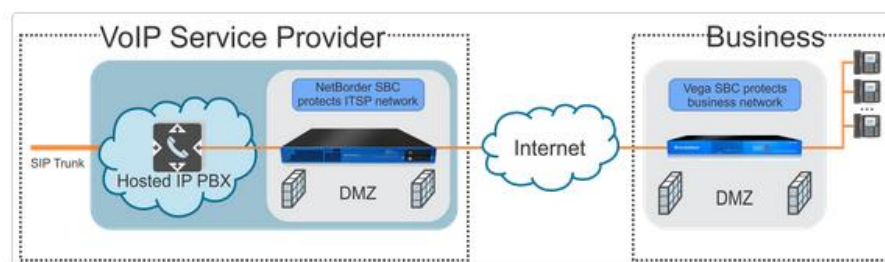 VoIP Service Provider
Business
NetBorder SBC
protects ITSP network
Vega SBC protects
business network
SIP Trunk
Hosted IP PBX
DMZ
Internet
...
DMZ